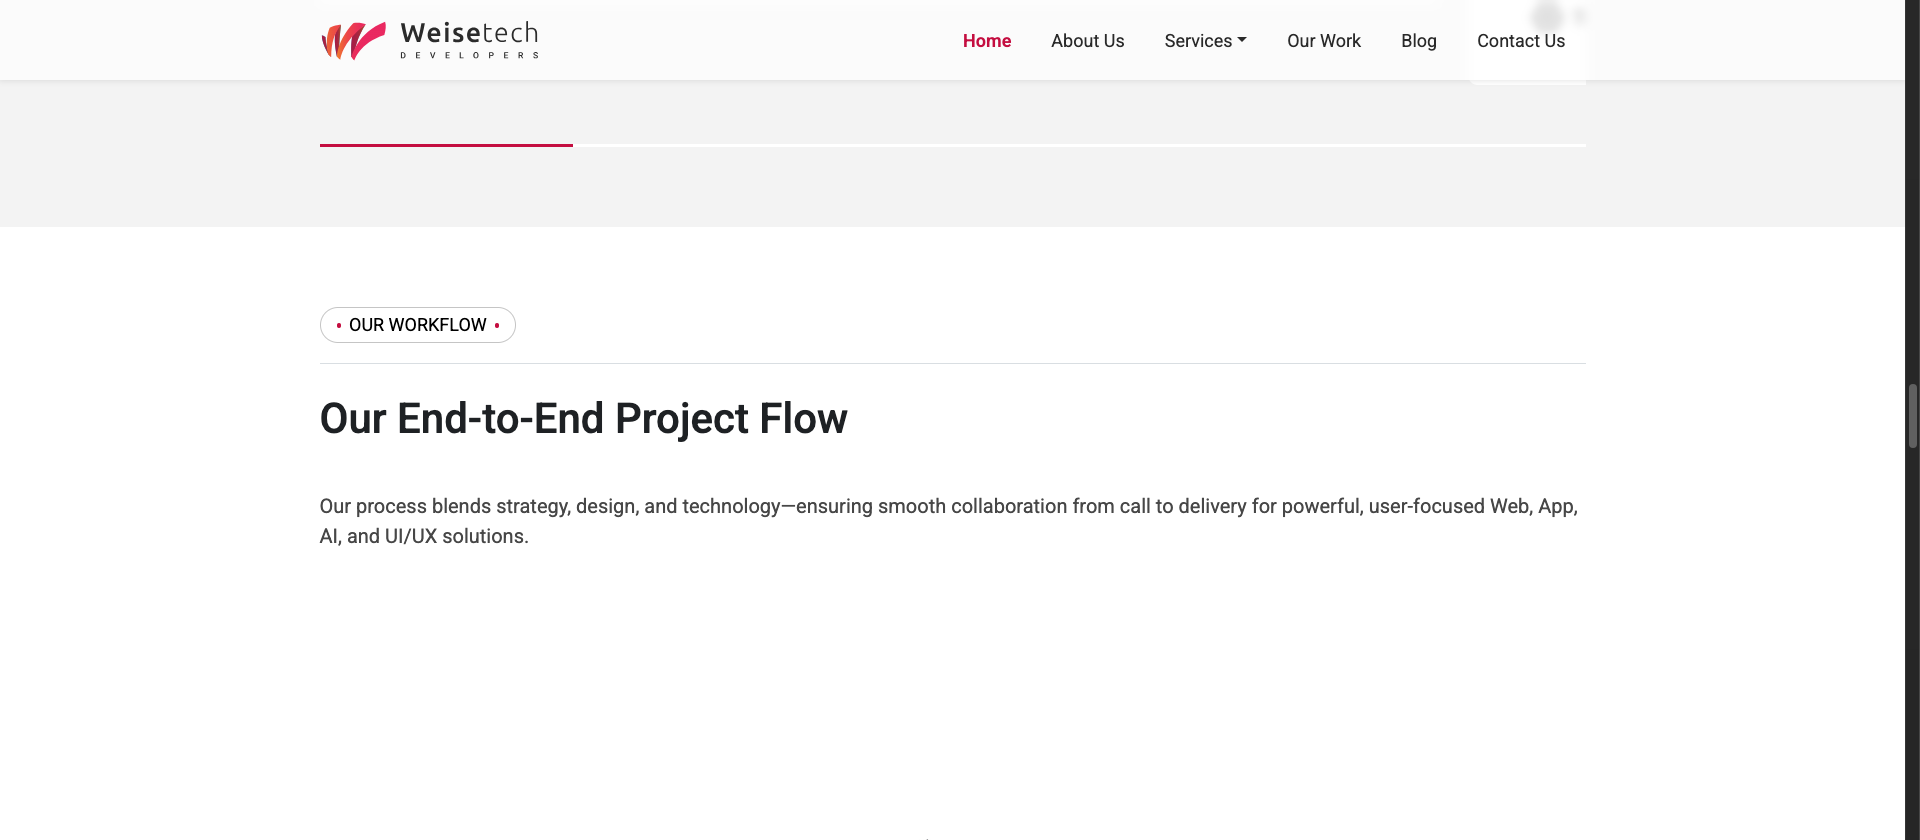 Weisetech
DEVELOPERS
Home
About Us
Services
Our Work
Blog
Contact Us
• OUR WORKFLOW •
Our End-to-End Project Flow
Our process blends strategy, design, and technology—ensuring smooth collaboration from call to delivery for powerful, user-focused Web, App,
AI, and UI/UX solutions.